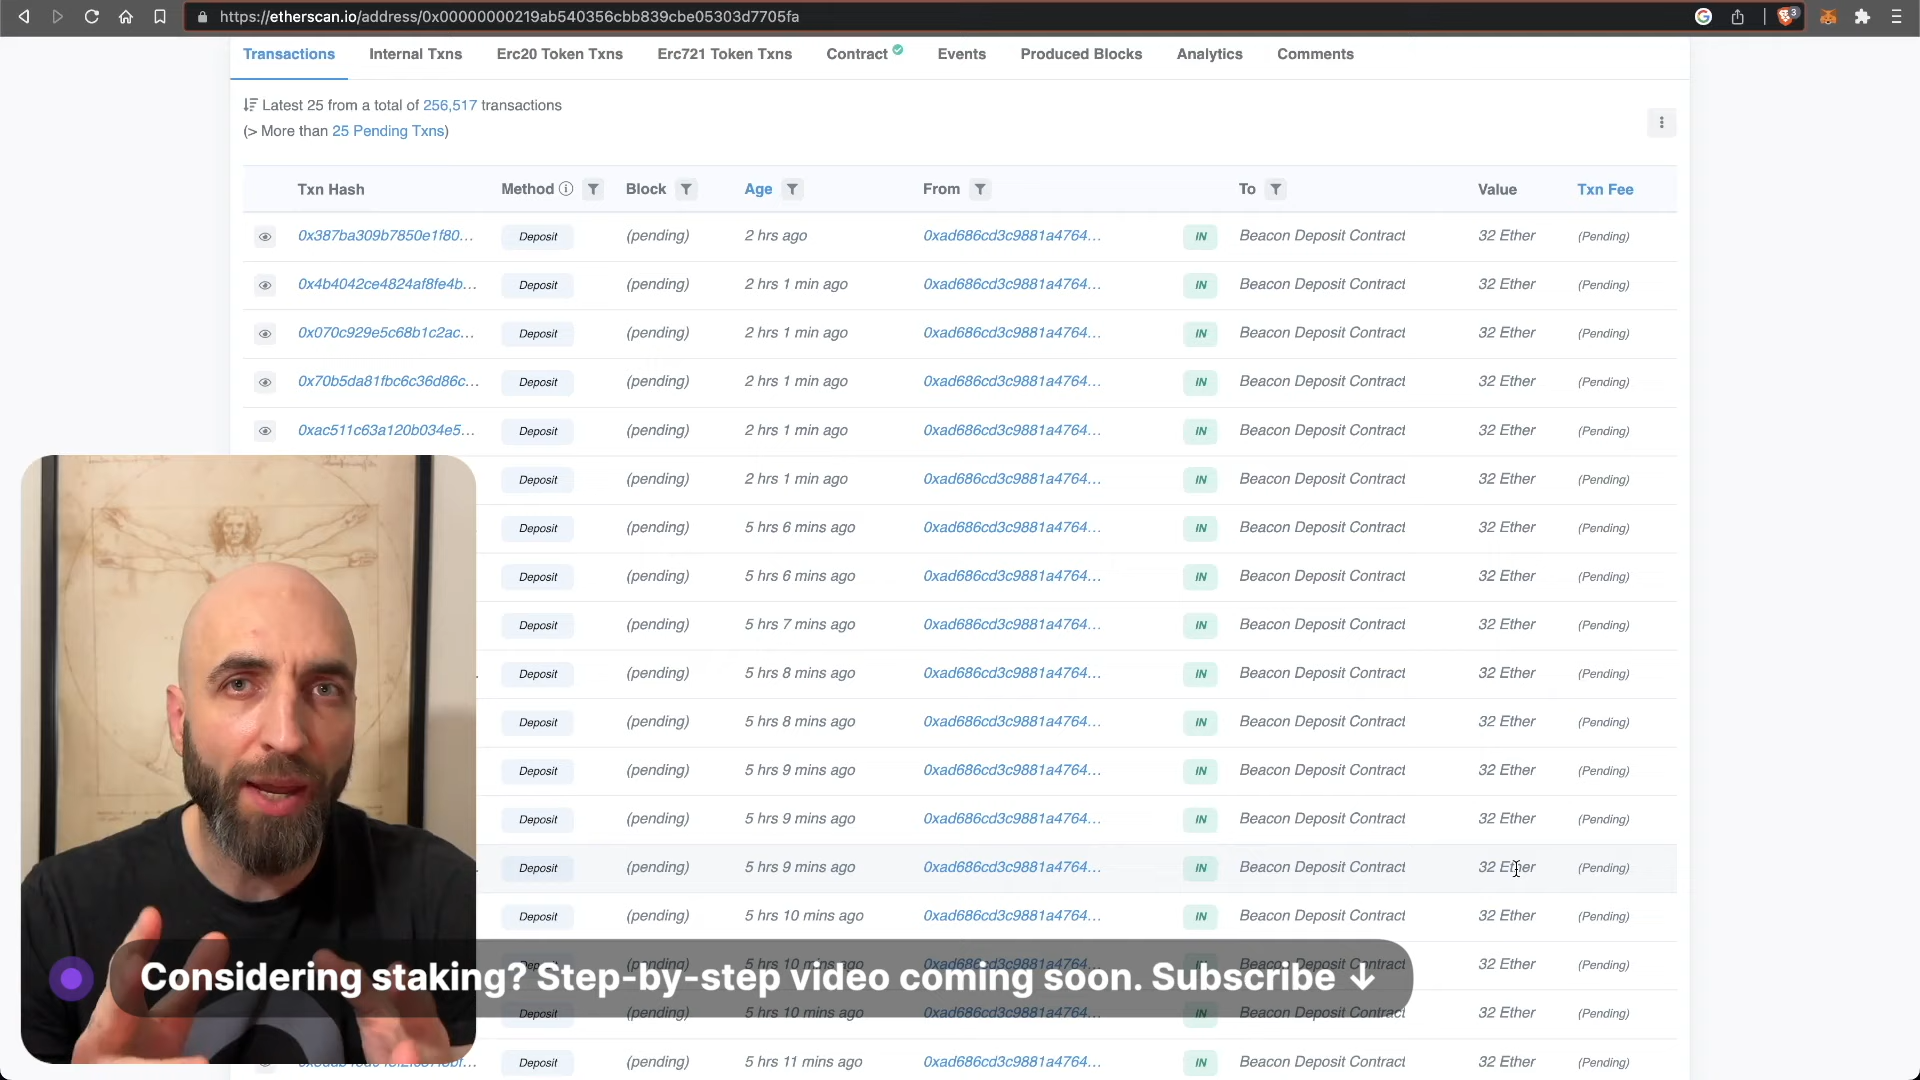 https://etherscan.io/address/0x00000000219ab540356cbb839cbe05303d7705fa
3
Transactions Internal Txns Erc20 Token Txns Erc721 Token Txns Contract Events Produced Blocks Analytics Comments
Latest 25 from a total of 256,517 transactions
(> More than 25 Pending Txns)
Txn Hash Method Block Age From To Value Txn Fee
0x387ba309b7850e1f80... Deposit (pending) 2 hrs ago 0xad686cd3c9881a4764... IN Beacon Deposit Contract 32 Ether (Pending)
0x4b4042ce4824af8fe4b... Deposit (pending) 2 hrs 1 min ago 0xad686cd3c9881a4764... IN Beacon Deposit Contract 32 Ether (Pending)
0x070c929e5c68b1c2ac... Deposit (pending) 2 hrs 1 min ago 0xad686cd3c9881a4764... IN Beacon Deposit Contract 32 Ether (Pending)
0x70b5da81fbc6c36d86c... Deposit (pending) 2 hrs 1 min ago 0xad686cd3c9881a4764... IN Beacon Deposit Contract 32 Ether (Pending)
0xac511c63a120b034e5... Deposit (pending) 2 hrs 1 min ago 0xad686cd3c9881a4764... IN Beacon Deposit Contract 32 Ether (Pending)
Deposit (pending) 2 hrs 1 min ago 0xad686cd3c9881a4764... IN Beacon Deposit Contract 32 Ether (Pending)
Deposit (pending) 5 hrs 6 mins ago 0xad686cd3c9881a4764... IN Beacon Deposit Contract 32 Ether (Pending)
Deposit (pending) 5 hrs 6 mins ago 0xad686cd3c9881a4764... IN Beacon Deposit Contract 32 Ether (Pending)
Deposit (pending) 5 hrs 7 mins ago 0xad686cd3c9881a4764... IN Beacon Deposit Contract 32 Ether (Pending)
Deposit (pending) 5 hrs 8 mins ago 0xad686cd3c9881a4764... IN Beacon Deposit Contract 32 Ether (Pending)
Deposit (pending) 5 hrs 8 mins ago 0xad686cd3c9881a4764... IN Beacon Deposit Contract 32 Ether (Pending)
Deposit (pending) 5 hrs 9 mins ago 0xad686cd3c9881a4764... IN Beacon Deposit Contract 32 Ether (Pending)
Deposit (pending) 5 hrs 9 mins ago 0xad686cd3c9881a4764... IN Beacon Deposit Contract 32 Ether (Pending)
Deposit (pending) 5 hrs 9 mins ago 0xad686cd3c9881a4764... IN Beacon Deposit Contract 32 Ether (Pending)
Deposit (pending) 5 hrs 10 mins ago 0xad686cd3c9881a4764... IN Beacon Deposit Contract 32 Ether (Pending)
Deposit (pending) 5 hrs 10 mins ago 0xad686cd3c9881a4764... IN Beacon Deposit Contract 32 Ether (Pending)
Considering staking? Step-by-step video coming soon. Subscribe ↓
Deposit (pending) 5 hrs 10 mins ago 0xad686cd3c9881a4764... IN Beacon Deposit Contract 32 Ether (Pending)
Deposit (pending) 5 hrs 11 mins ago 0xad686cd3c9881a4764... IN Beacon Deposit Contract 32 Ether (Pending)